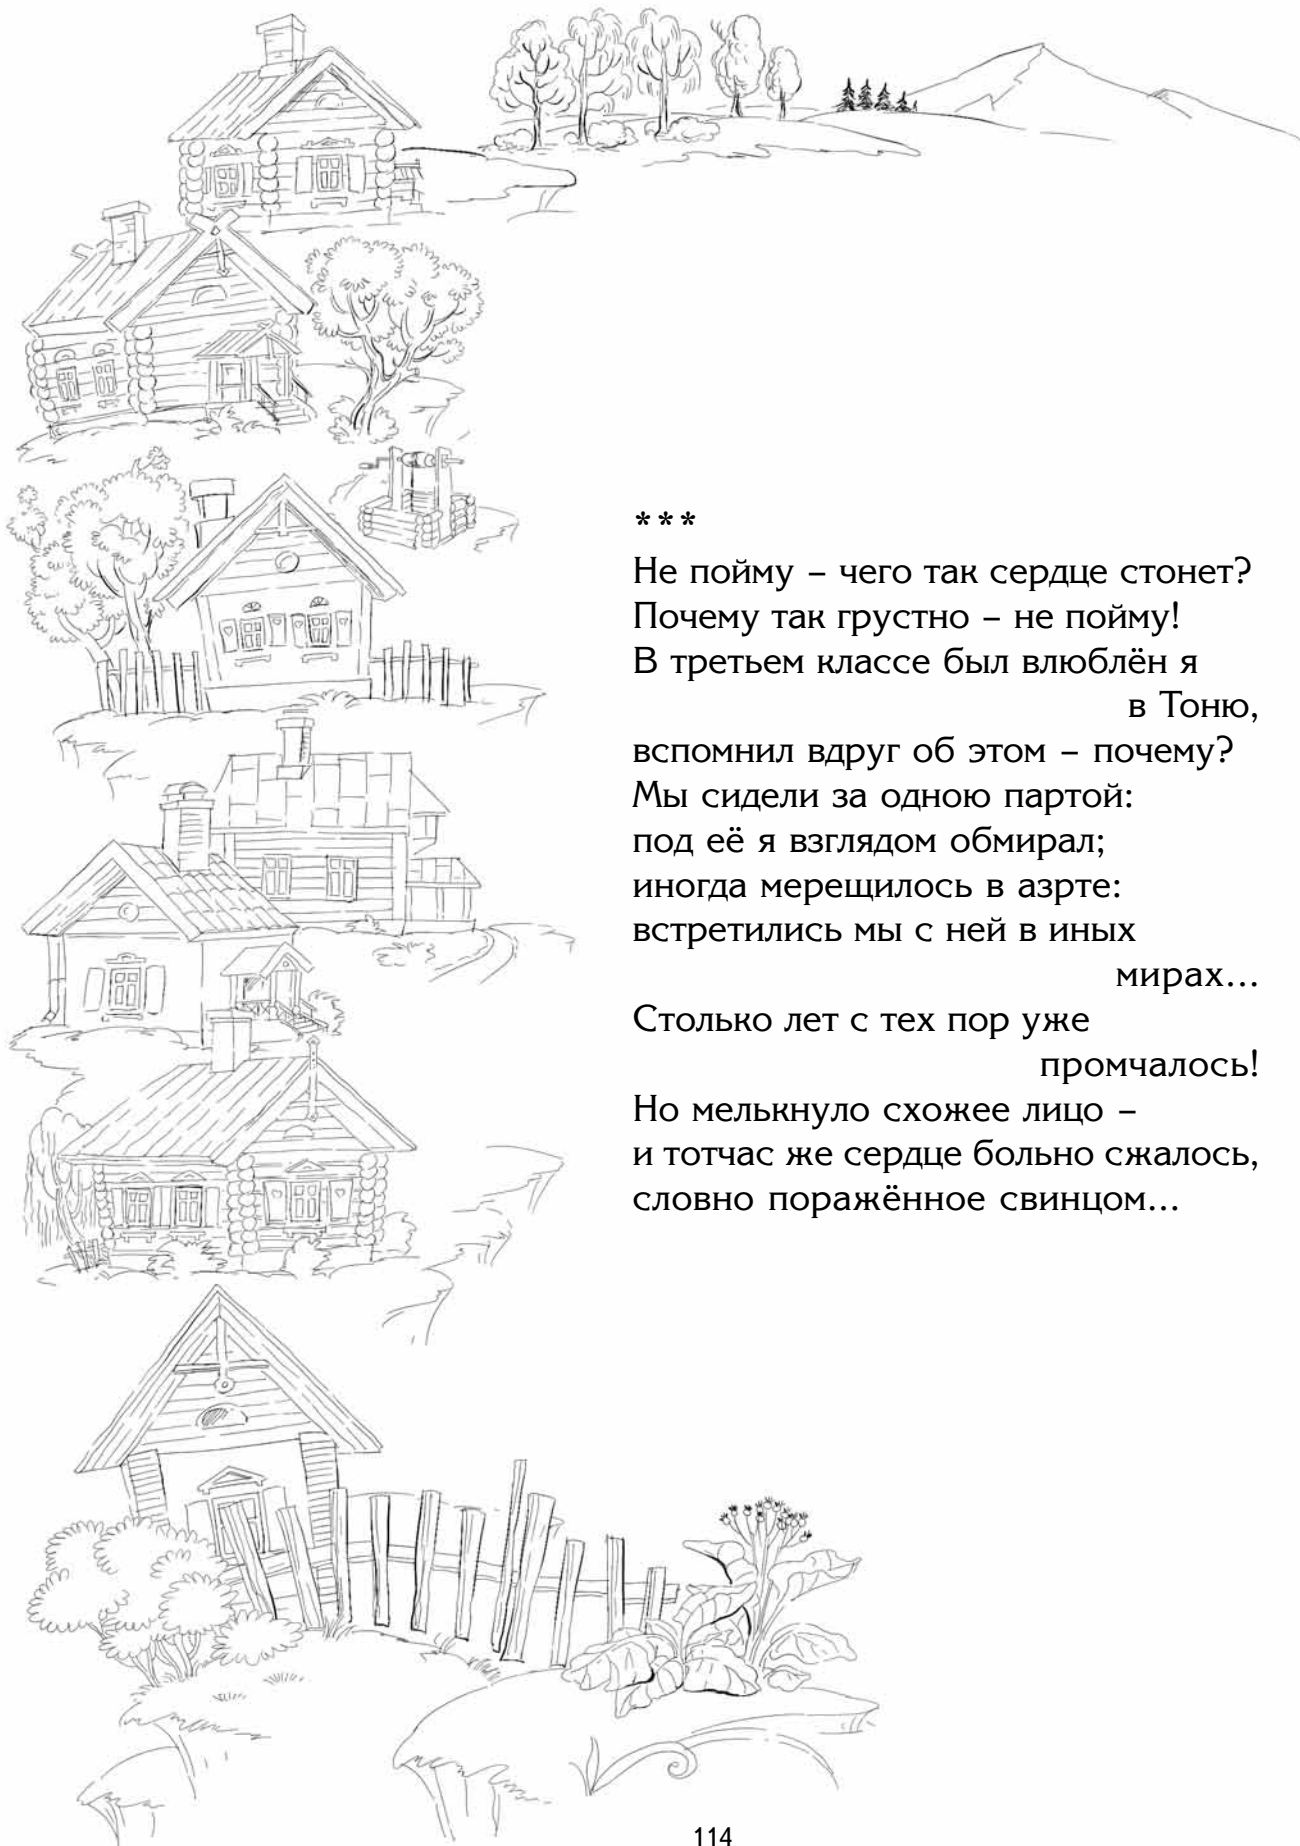 ***
Не пойму – чего так сердце стонет?
Почему так грустно – не пойму!
В третьем классе был влюблён я
в Тоню,
вспомнил вдруг об этом – почему?
Мы сидели за одною партой:
под её я взглядом обмирал;
иногда мерещилось в азрте:
встретились мы с ней в иных
мирах...
Столько лет с тех пор уже
промчалось!
Но мелькнуло схожее лицо –
и тотчас же сердце больно сжалось,
словно поражённое свинцом...
114